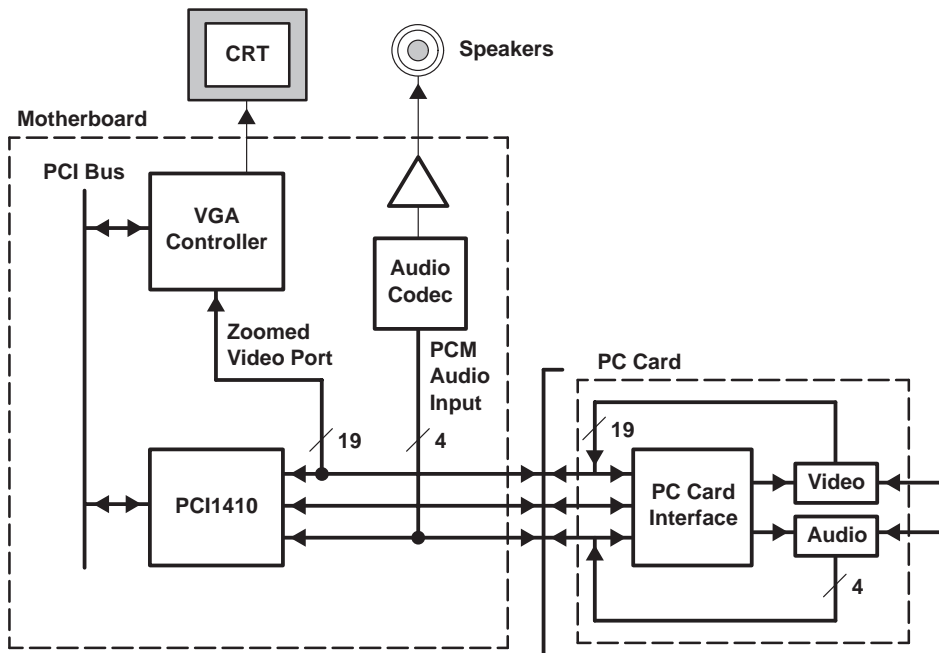 CRT
Speakers
Motherboard
PCI Bus
VGA
Controller
Audio
Codec
Zoomed
Video Port
PCM
Audio
Input
PC Card
19
4
19
PCI1410
PC Card
Interface
Video
Audio
4